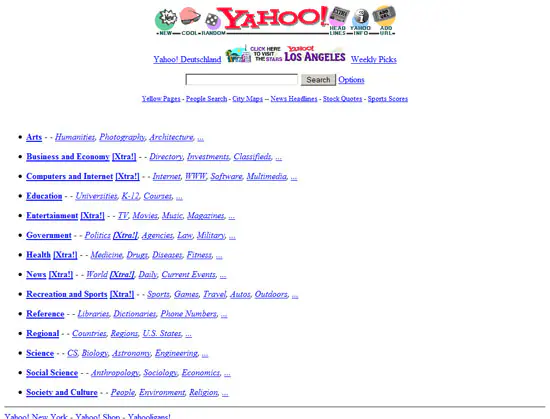 NEW COOL RANDOM YAHOO! HEAD LINES YAHOO INFO ADD URL
Yahoo! Deutschland CLICK HERE TO VISIT THE STARS YAHOO! LOS ANGELES Weekly Picks
Search Options
Yellow Pages - People Search - City Maps -- News Headlines - Stock Quotes - Sports Scores
• Arts - - Humanities, Photography, Architecture, ...
• Business and Economy [Xtra!] - - Directory, Investments, Classifieds, ...
• Computers and Internet [Xtra!] - - Internet, WWW, Software, Multimedia, ...
• Education - - Universities, K-12, Courses, ...
• Entertainment [Xtra!] - - TV, Movies, Music, Magazines, ...
• Government - - Politics [Xtra!], Agencies, Law, Military, ...
• Health [Xtra!] - - Medicine, Drugs, Diseases, Fitness, ...
• News [Xtra!] - - World [Xtra!], Daily, Current Events, ...
• Recreation and Sports [Xtra!] - - Sports, Games, Travel, Autos, Outdoors, ...
• Reference - - Libraries, Dictionaries, Phone Numbers, ...
• Regional - - Countries, Regions, U.S. States, ...
• Science - - CS, Biology, Astronomy, Engineering, ...
• Social Science - - Anthropology, Sociology, Economics, ...
• Society and Culture - - People, Environment, Religion, ...
Yahoo! New York - Yahoo! Shop - Yahooligans!